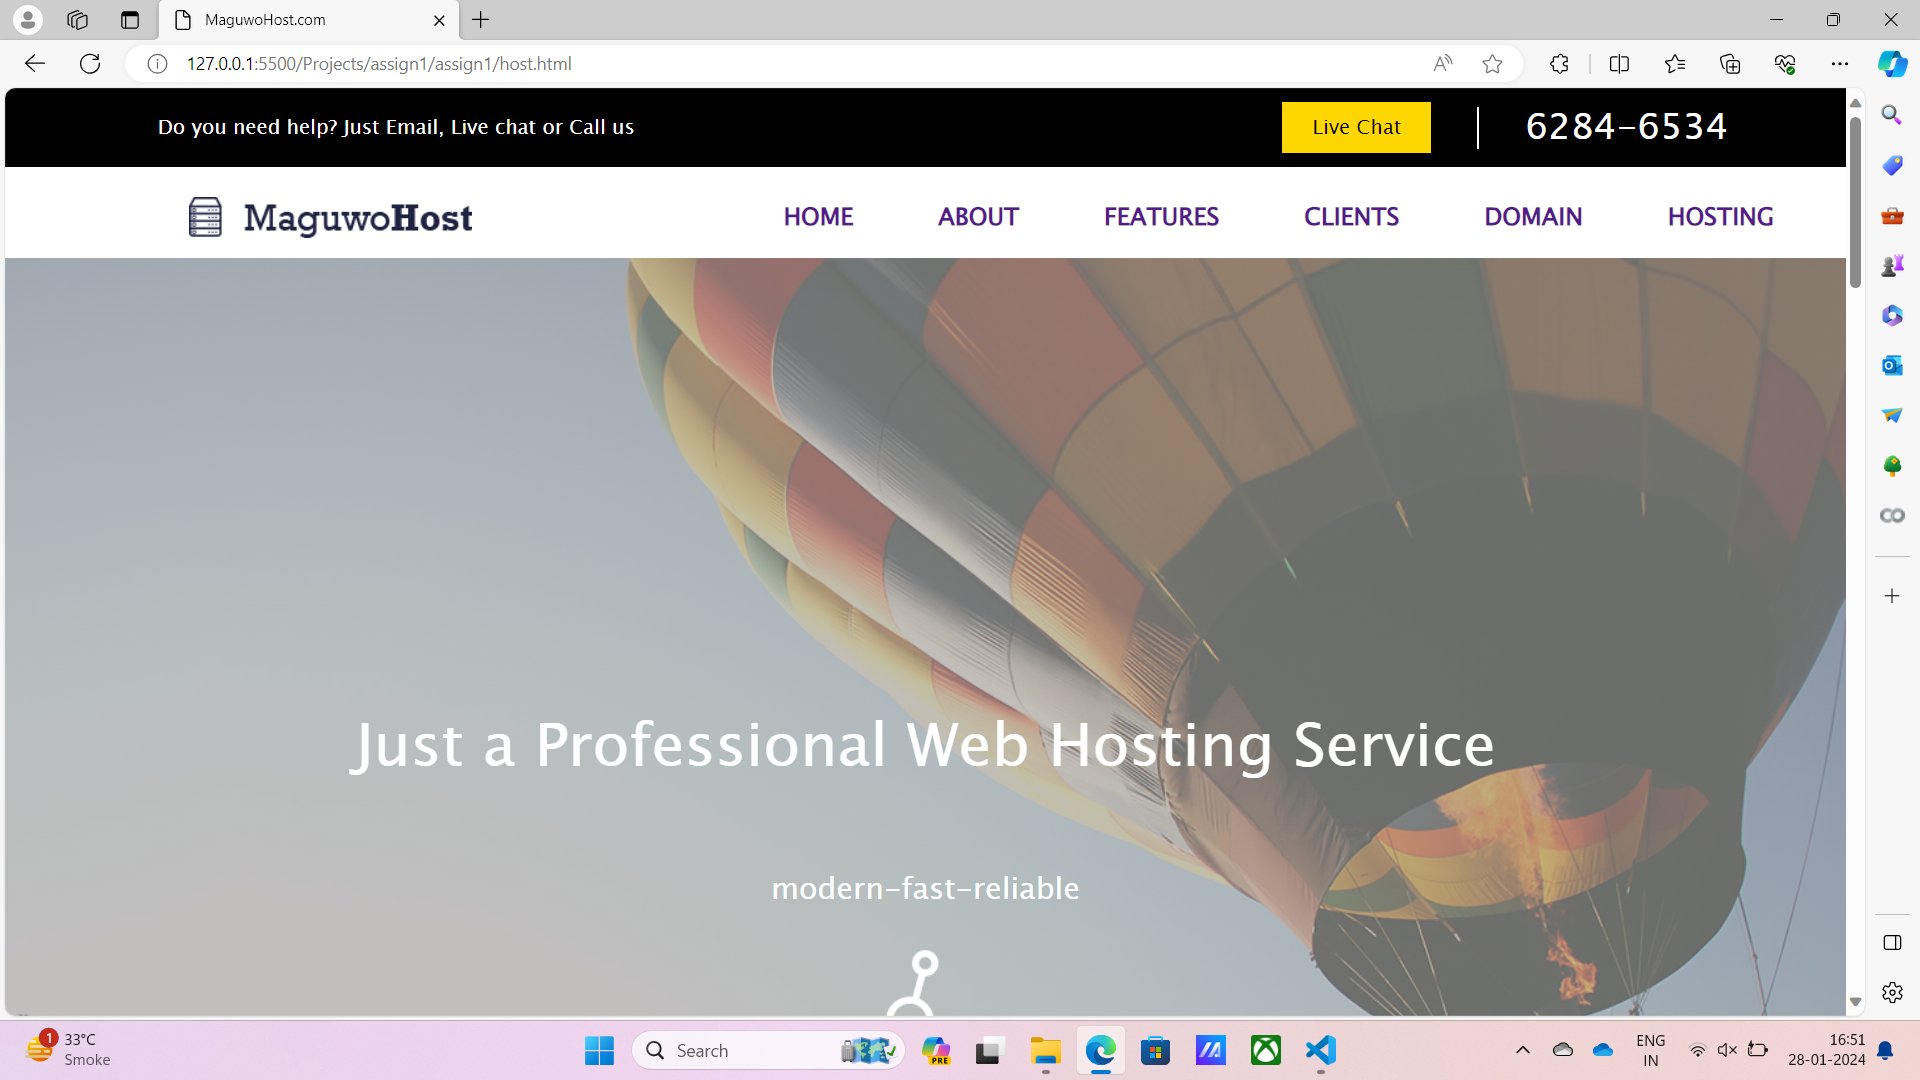 MaguwoHost.com
127.0.0.1:5500/Projects/assign1/assign1/host.html
Do you need help? Just Email, Live chat or Call us
Live Chat
6284-6534
MaguwoHost
HOME ABOUT FEATURES CLIENTS DOMAIN HOSTING
Just a Professional Web Hosting Service
modern-fast-reliable
1
33°C
Smoke
Search
PRE
ENG
IN
16:51
28-01-2024